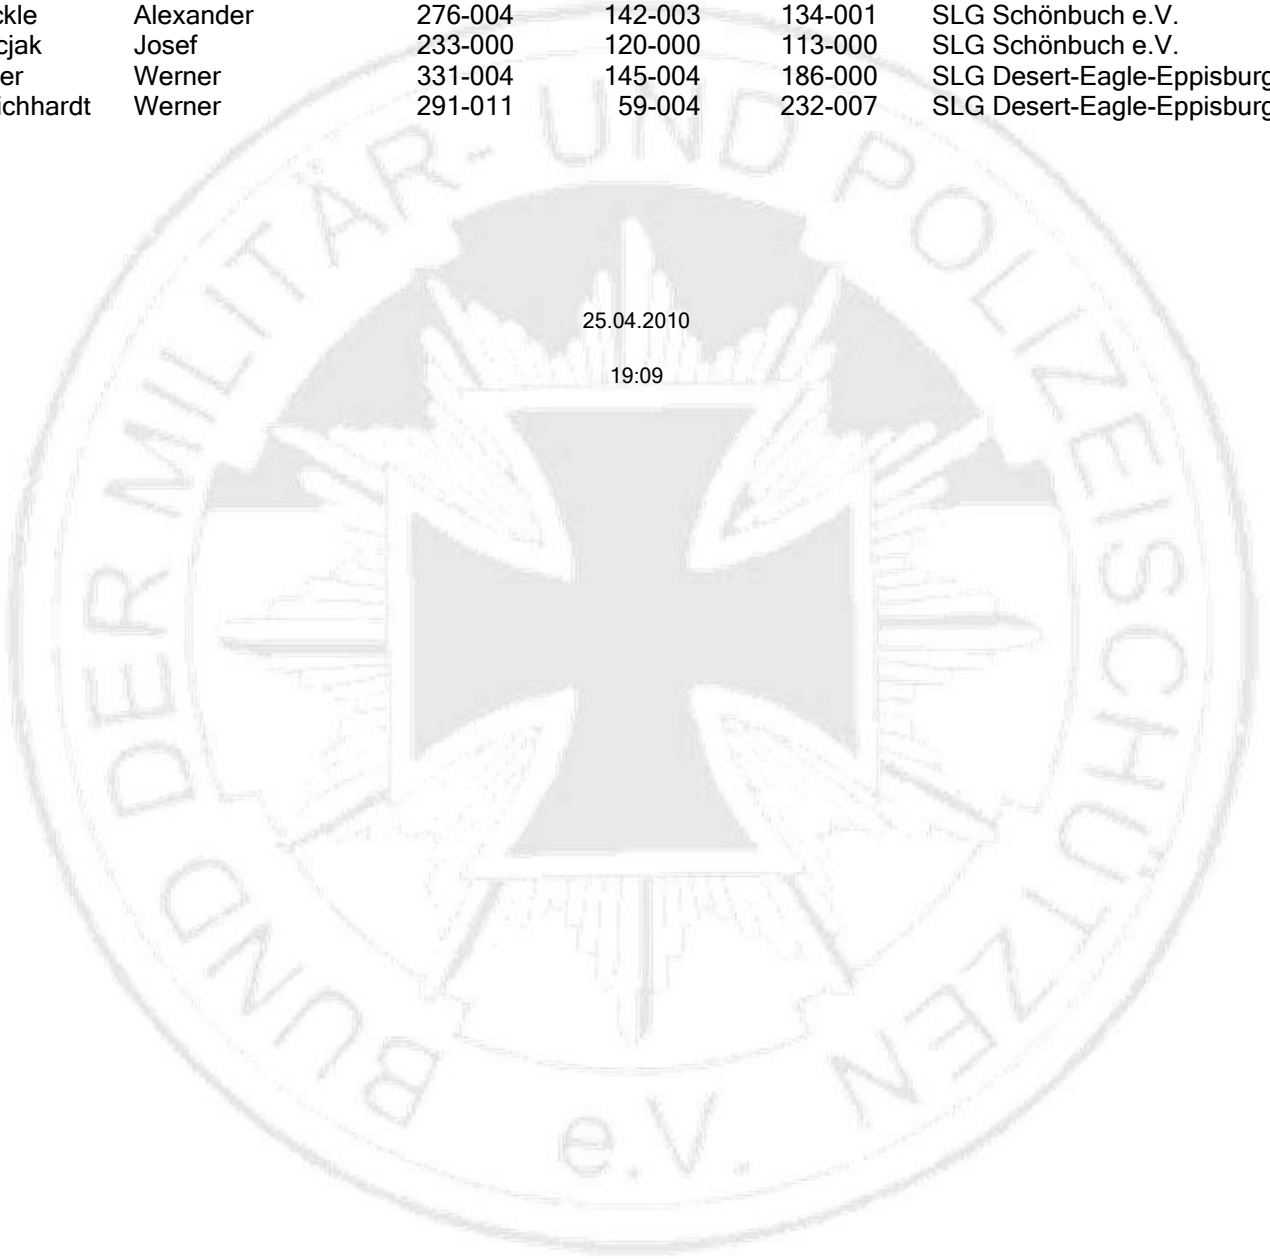 ckle Alexander 276-004 142-003 134-001 SLG Schönbuch e.V.
cjak Josef 233-000 120-000 113-000 SLG Schönbuch e.V.
er Werner 331-004 145-004 186-000 SLG Desert-Eagle-Eppisburg
ichhardt Werner 291-011 59-004 232-007 SLG Desert-Eagle-Eppisburg
25.04.2010
19:09
BUND DER MILITÄR- UND POLIZEISCHÜTZEN
e.V.